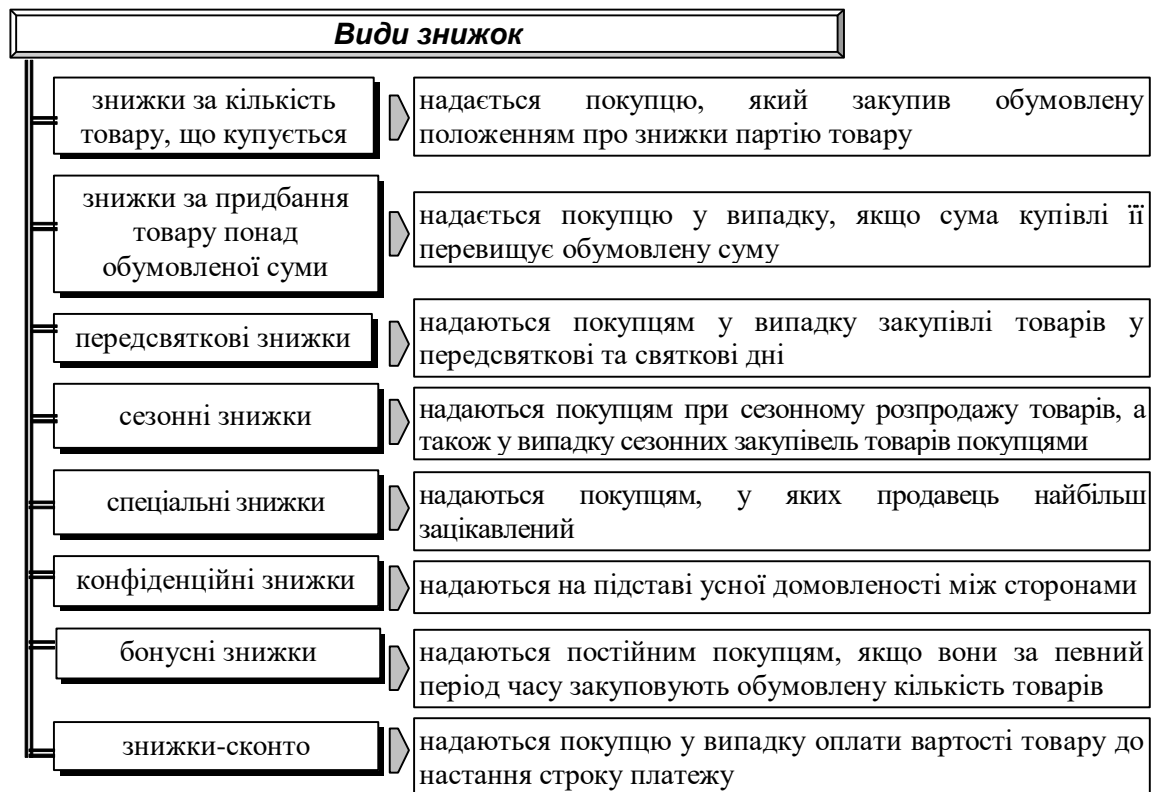 Види знижок
знижки за кількість
товару, що купується
надається покупцю, який закупив обумовлену
положенням про знижки партію товару
знижки за придбання
товару понад
обумовленої суми
надається покупцю у випадку, якщо сума купівлі її
перевищує обумовлену суму
передсвяткові знижки
надаються покупцям у випадку закупівлі товарів у
передсвяткові та святкові дні
сезонні знижки
надаються покупцям при сезонному розпродажу товарів, а
також у випадку сезонних закупівель товарів покупцями
спеціальні знижки
надаються покупцям, у яких продавець найбільш
зацікавлений
конфіденційні знижки
надаються на підставі усної домовленості між сторонами
бонусні знижки
надаються постійним покупцям, якщо вони за певний
період часу закуповують обумовлену кількість товарів
знижки-сконто
надаються покупцю у випадку оплати вартості товару до
настання строку платежу